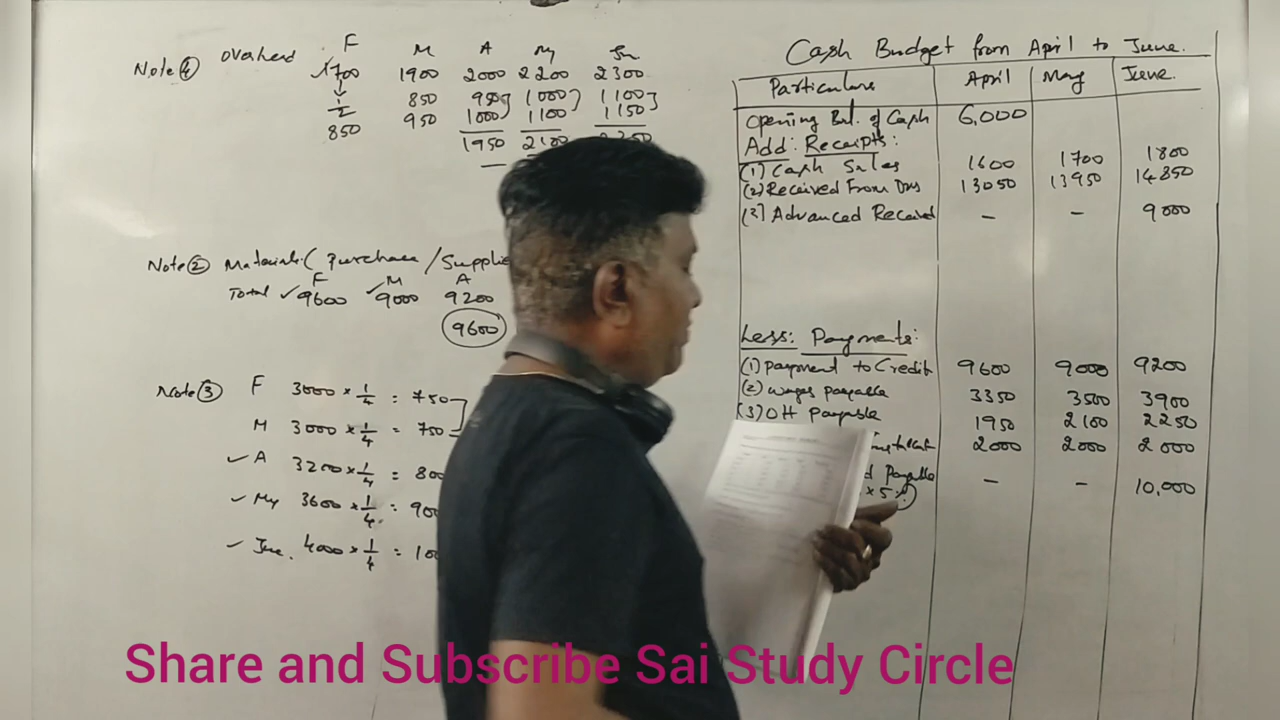 Note ④ overhead F M A My Jn
1700 1900 2000 2200 2300
850 950 1000 1100
1/2 950 1000 1100 1150
850
1950
Note ② Materials (Purchase / Supplie
F M A
Total ✓9600 ✓9000 9200
9600
Note ③ F 3000 × 1/4 = 750
M 3000 × 1/4 = 750
✓ A 3200 × 1/4 = 800
✓ My 3600 × 1/4 = 900
✓ June. 4000 × 1/4 = 10
Cash Budget from April to June.
Particulars April May June.
Opening Bal. of Cash 6,000
Add: Receipts:
(1) Cash Sales 1600 1700 1800
(2) Received From Drs 13050 13950 14850
(3) Advanced Received – – 9000
Less: Payments:
(1) Payment to Credit. 9600 9000 9200
(2) wages payable 3350 3500 3900
(3) OH Payable 1950 2100 2250
2000 2000 2000
Payable – – 10,000
× 5%
Share and Subscribe Sai Study Circle